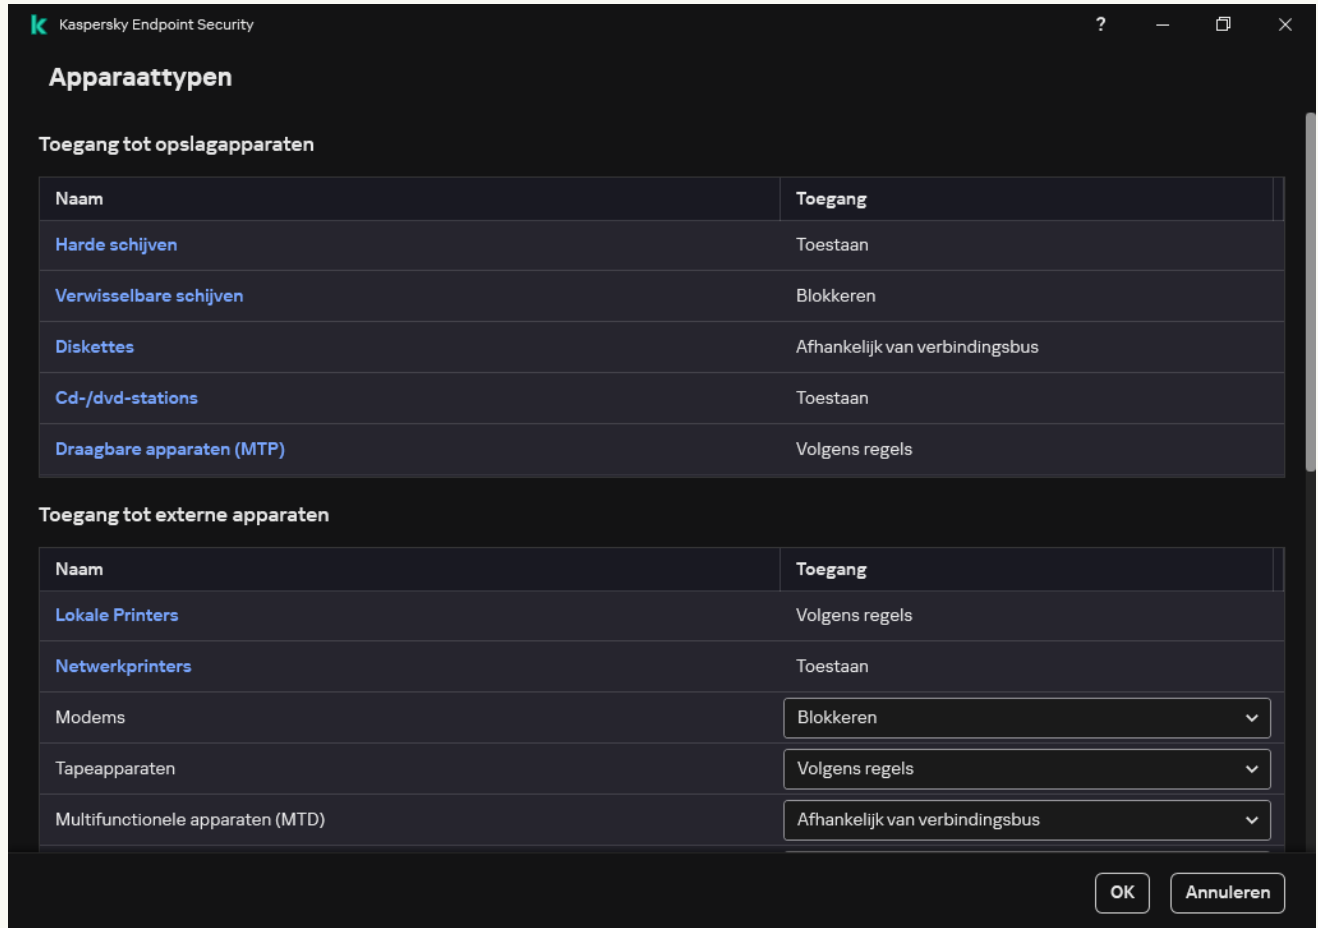 Kaspersky Endpoint Security ?
Apparaattypen
Toegang tot opslagapparaten
Naam Toegang
Harde schijven Toestaan
Verwisselbare schijven Blokkeren
Diskettes Afhankelijk van verbindingsbus
Cd-/dvd-stations Toestaan
Draagbare apparaten (MTP) Volgens regels
Toegang tot externe apparaten
Naam Toegang
Lokale Printers Volgens regels
Netwerkprinters Toestaan
Modems Blokkeren
Tapeapparaten Volgens regels
Multifunctionele apparaten (MTD) Afhankelijk van verbindingsbus
OK Annuleren